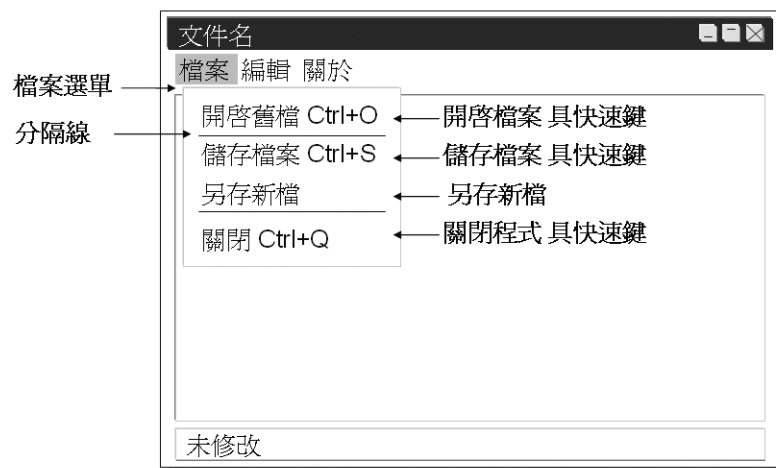 文件名
檔案 編輯 關於
檔案選單
開啓舊檔 Ctrl+O
開啓檔案 具快速鍵
分隔線
儲存檔案 Ctrl+S
儲存檔案 具快速鍵
另存新檔
另存新檔
關閉 Ctrl+Q
關閉程式 具快速鍵
未修改